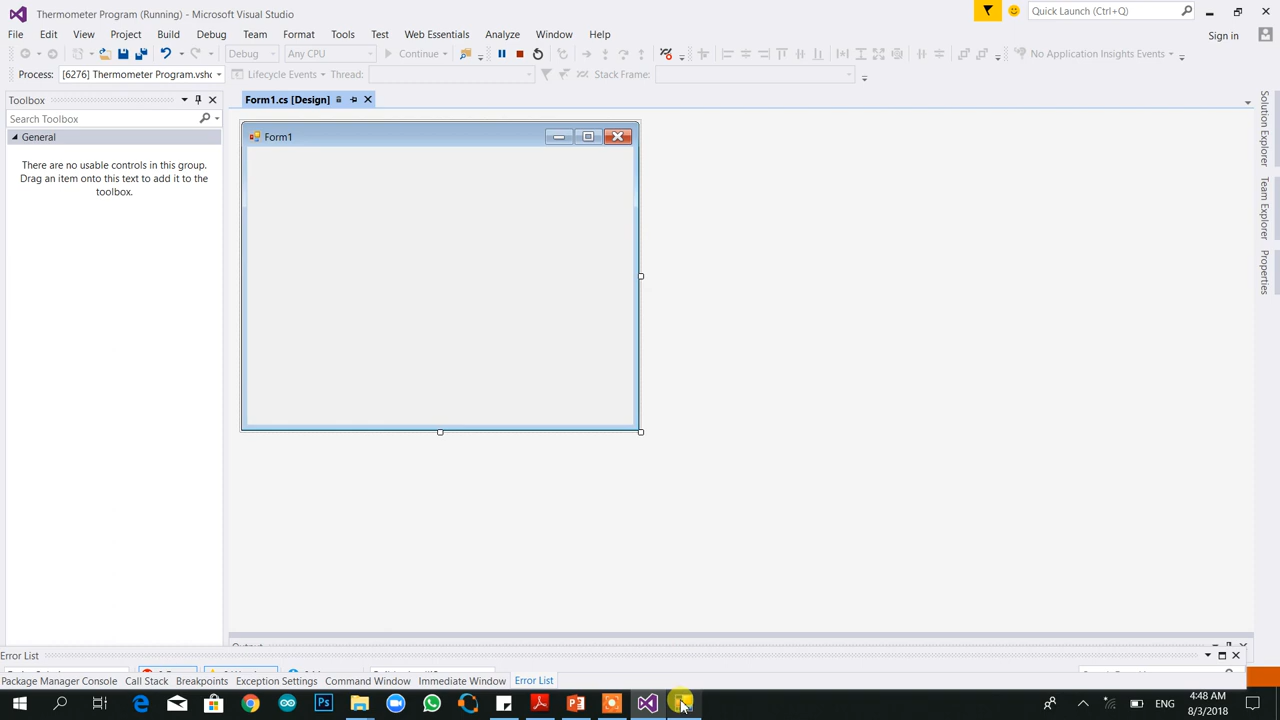 Thermometer Program (Running) - Microsoft Visual Studio
Quick Launch (Ctrl+Q)
File Edit View Project Build Debug Team Format Tools Test Web Essentials Analyze Window Help
Sign in
Debug Any CPU Continue No Application Insights Events
Process: [6276] Thermometer Program.vshc Lifecycle Events Thread: Stack Frame:
Toolbox
Form1.cs [Design]
Search Toolbox
General
There are no usable controls in this group.
Drag an item onto this text to add it to the
toolbox.
Form1
Solution Explorer
Team Explorer
Properties
Error List
Package Manager Console Call Stack Breakpoints Exception Settings Command Window Immediate Window Error List
Ps
ENG
4:48 AM
8/3/2018